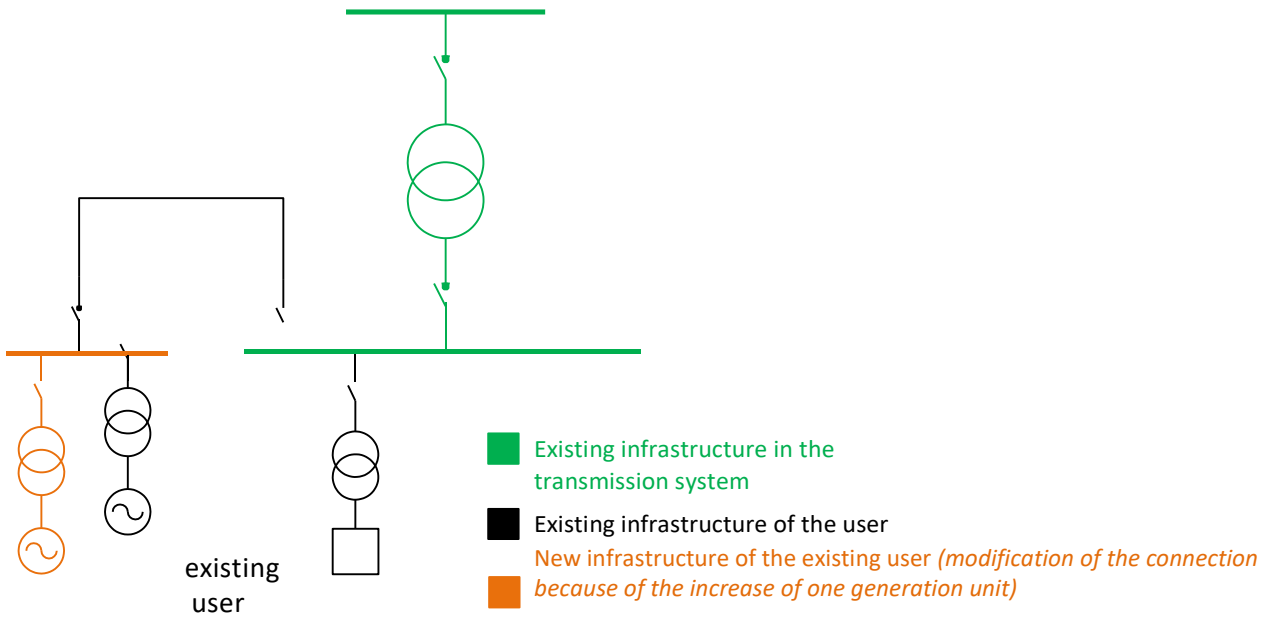 Existing infrastructure in the
transmission system
Existing infrastructure of the user
New infrastructure of the existing user (modification of the connection
because of the increase of one generation unit)
existing
user